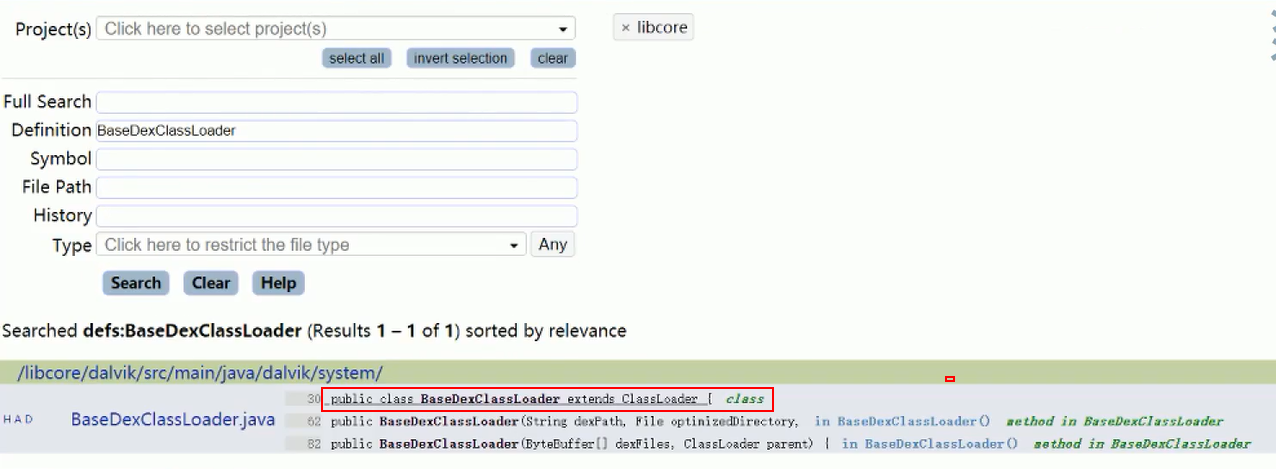 Project(s) Click here to select project(s) × libcore
select all invert selection clear
Full Search
Definition BaseDexClassLoader
Symbol
File Path
History
Type Click here to restrict the file type Any
Search Clear Help
Searched defs:BaseDexClassLoader (Results 1 – 1 of 1) sorted by relevance
/libcore/dalvik/src/main/java/dalvik/system/
H A D BaseDexClassLoader.java 30 public class BaseDexClassLoader extends ClassLoader { class
62 public BaseDexClassLoader(String dexPath, File optimizedDirectory, in BaseDexClassLoader() method in BaseDexClassLoader
82 public BaseDexClassLoader(ByteBuffer[] dexFiles, ClassLoader parent) { in BaseDexClassLoader() method in BaseDexClassLoader